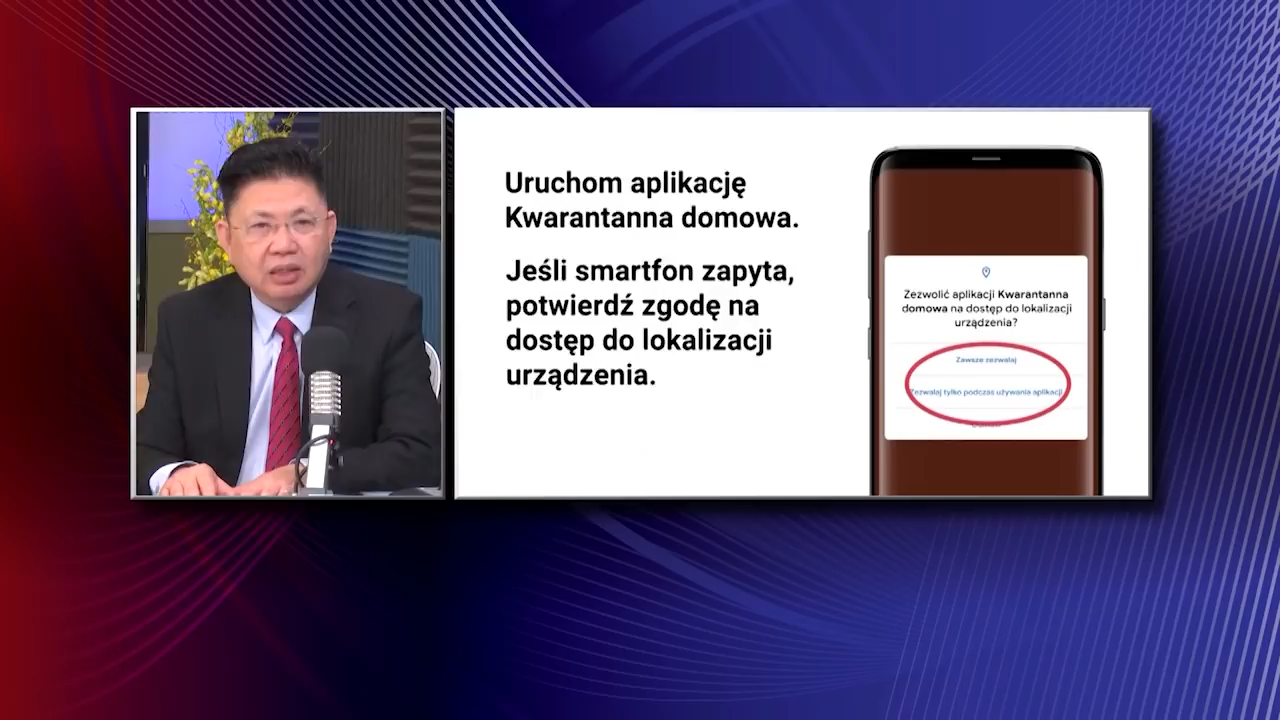 Uruchom aplikację
Kwarantanna domowa.
Jeśli smartfon zapyta,
potwierdź zgodę na
dostęp do lokalizacji
urządzenia.
Zezwolić aplikacji Kwarantanna
domowa na dostęp do lokalizacji
urządzenia?
Zawsze zezwalaj
Zezwalaj tylko podczas używania aplikacji